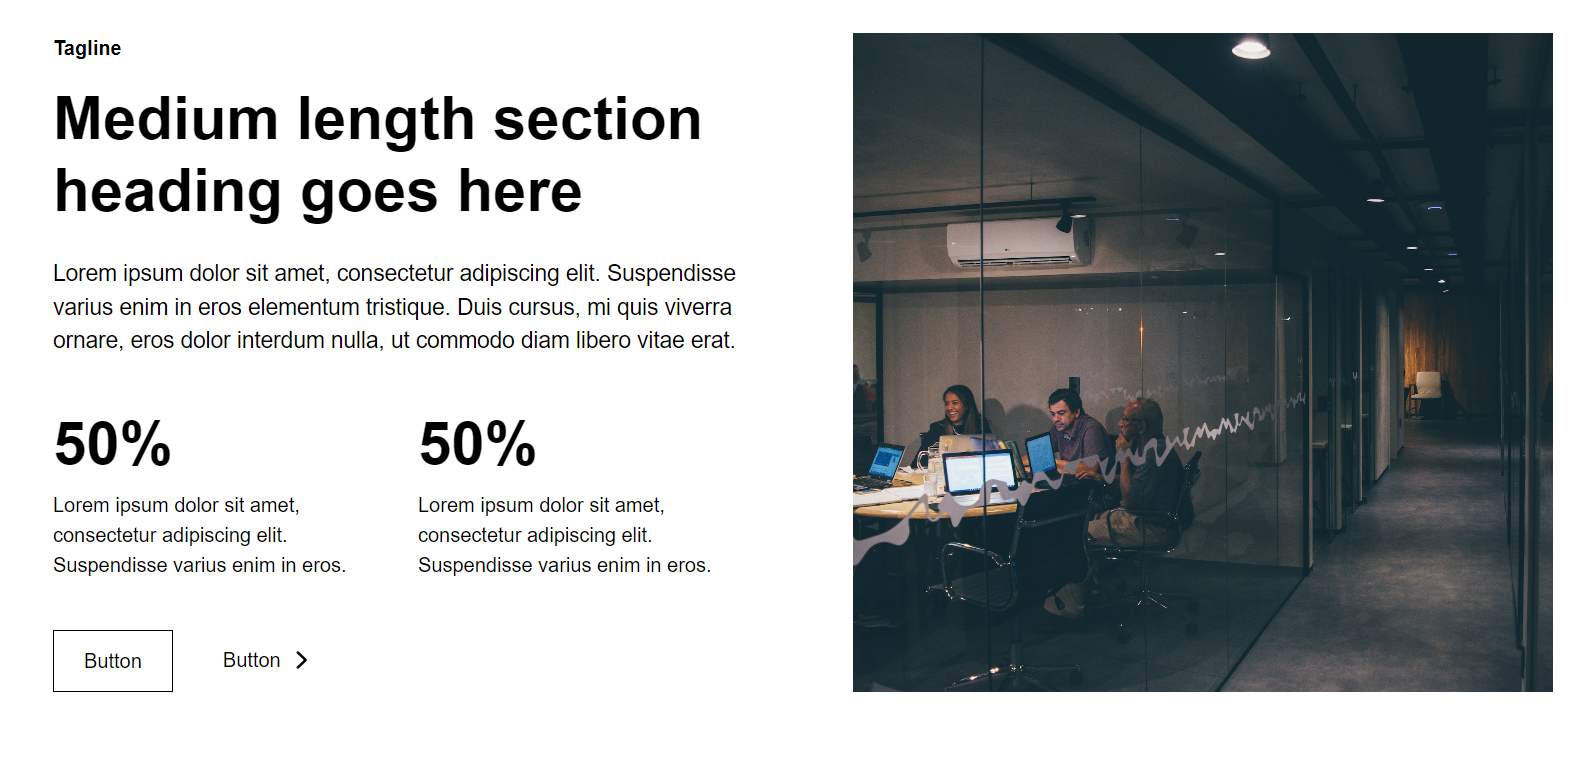 Tagline
Medium length section
heading goes here
Lorem ipsum dolor sit amet, consectetur adipiscing elit. Suspendisse
varius enim in eros elementum tristique. Duis cursus, mi quis viverra
ornare, eros dolor interdum nulla, ut commodo diam libero vitae erat.
50%
Lorem ipsum dolor sit amet,
consectetur adipiscing elit.
Suspendisse varius enim in eros.
50%
Lorem ipsum dolor sit amet,
consectetur adipiscing elit.
Suspendisse varius enim in eros.
Button
Button